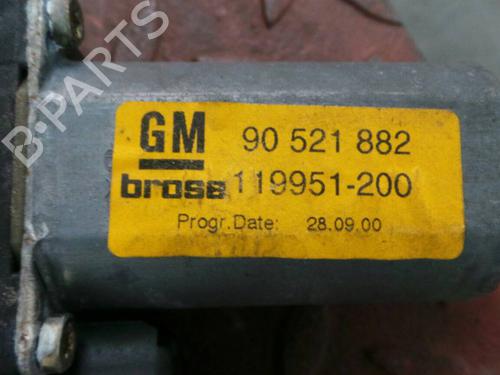 B-PARTS
GM 90 521 882
brose 119951-200
Progr.Date: 28.09.00